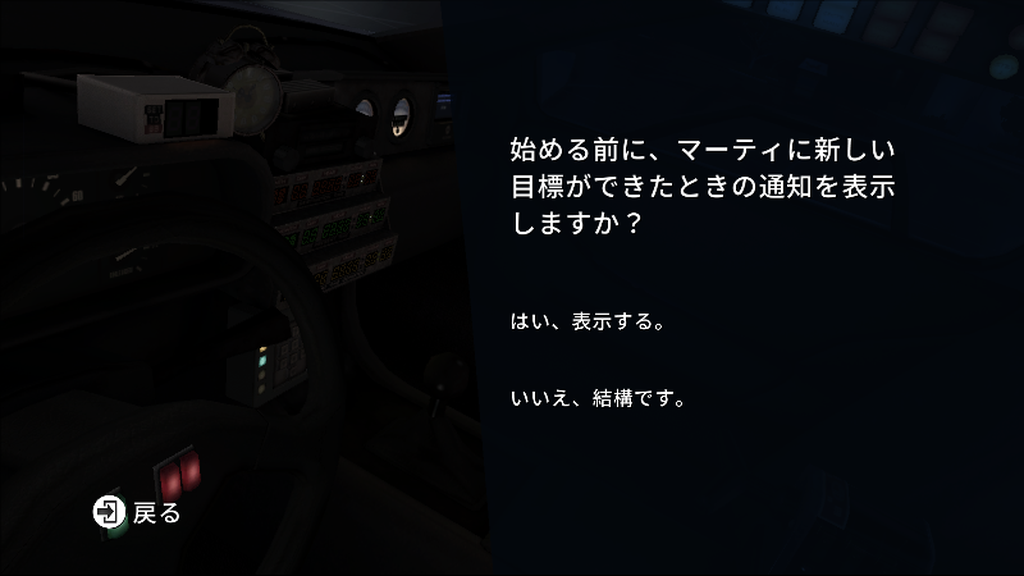 始める前に、マーティに新しい
目標ができたときの通知を表示
しますか？
はい、表示する。
いいえ、結構です。
戻る